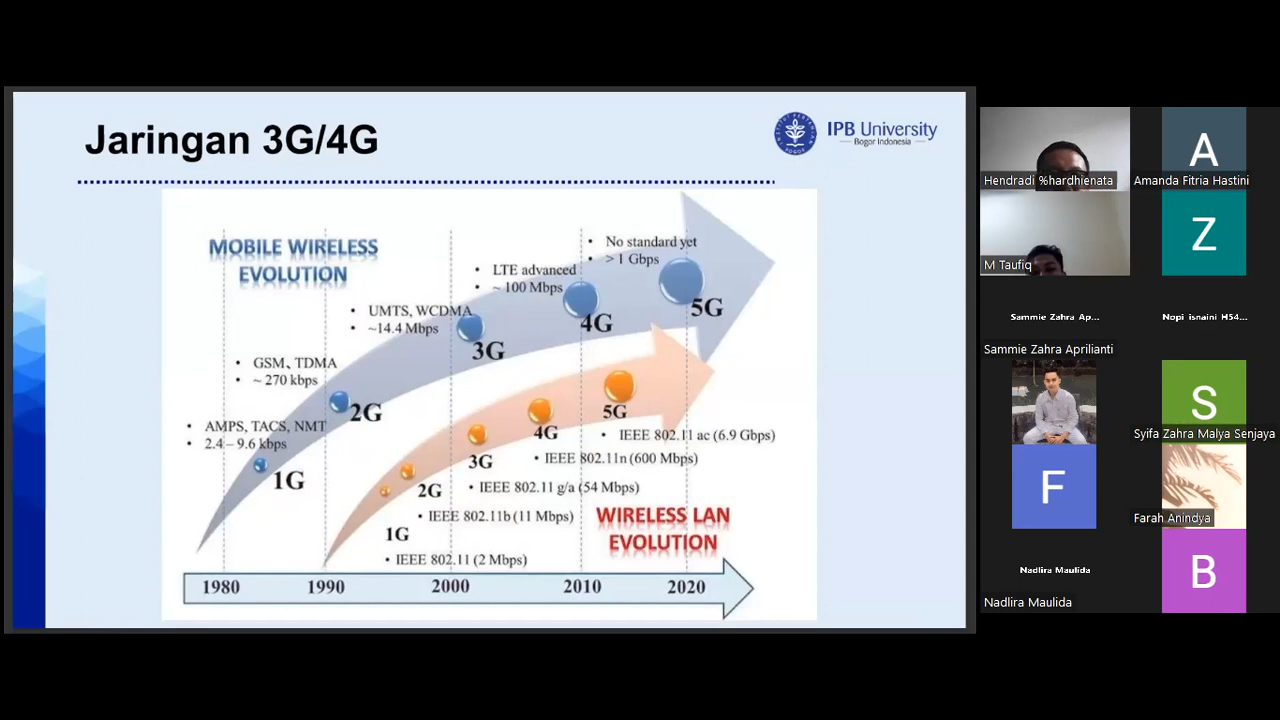 Jaringan 3G/4G
IPB University
Bogor Indonesia
MOBILE WIRELESS
EVOLUTION
• No standard yet
• > 1 Gbps
5G
• LTE advanced
• ~ 100 Mbps
4G
• UMTS, WCDMA
• ~14.4 Mbps
3G
• GSM、TDMA
• ~ 270 kbps
2G
• AMPS, TACS, NMT
• 2.4 – 9.6 kbps
1G
5G
• IEEE 802.11 ac (6.9 Gbps)
4G
• IEEE 802.11n (600 Mbps)
3G
• IEEE 802.11 g/a (54 Mbps)
2G
• IEEE 802.11b (11 Mbps)
1G
• IEEE 802.11 (2 Mbps)
WIRELESS LAN
EVOLUTION
1980 1990 2000 2010 2020
Hendradi %hardhienata
A
Amanda Fitria Hastini
M Taufiq
Z
Sammie Zahra Ap...
Sammie Zahra Aprilianti
Nopi isnaini H54...
S
Syifa Zahra Malya Senjaya
F
Farah Anindya
Nadlira Maulida
Nadlira Maulida
B